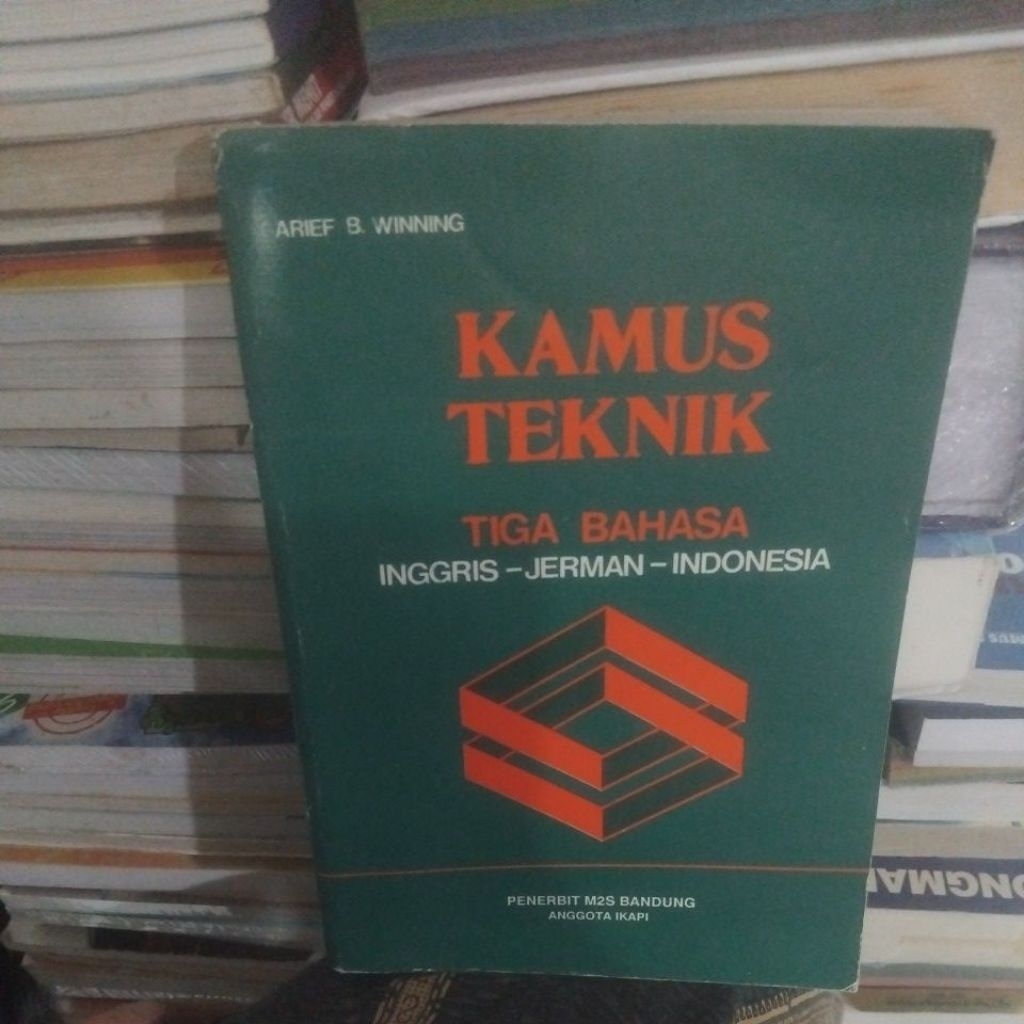 ARIEF B. WINNING
KAMUS
TEKNIK
TIGA BAHASA
INGGRIS – JERMAN – INDONESIA
PENERBIT M2S BANDUNG
ANGGOTA IKAPI